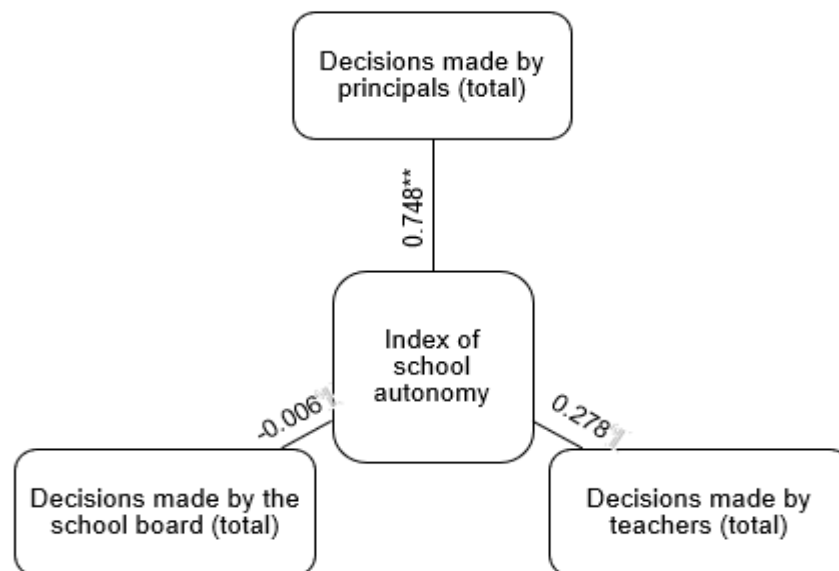 Decisions made by
principals (total)
0.748**
Index of
school
autonomy
-0.006
0.278
Decisions made by the
school board (total)
Decisions made by
teachers (total)